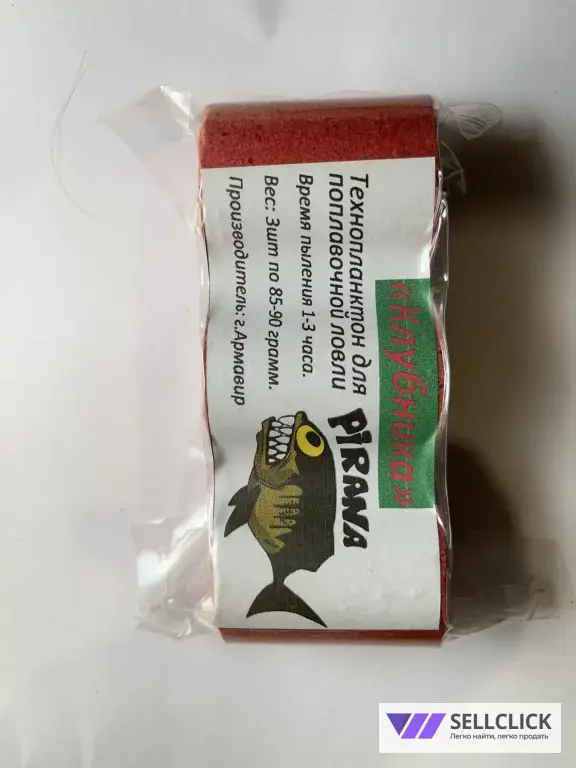 «Клубника»
Технопланктон для
поплавочной ловли
Время пыления 1-3 часа.
Вес: 3шт по 85-90 грамм.
Производитель: г.Армавир
PiRANA
SELLCLICK
Легко найти, легко продать